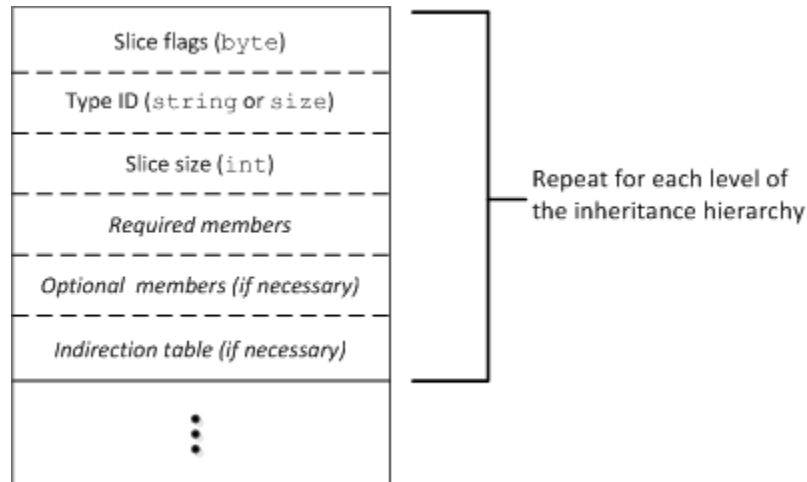 Slice flags (byte)
Type ID (string or size)
Slice size (int)
Required members
Optional members (if necessary)
Indirection table (if necessary)
Repeat for each level of
the inheritance hierarchy